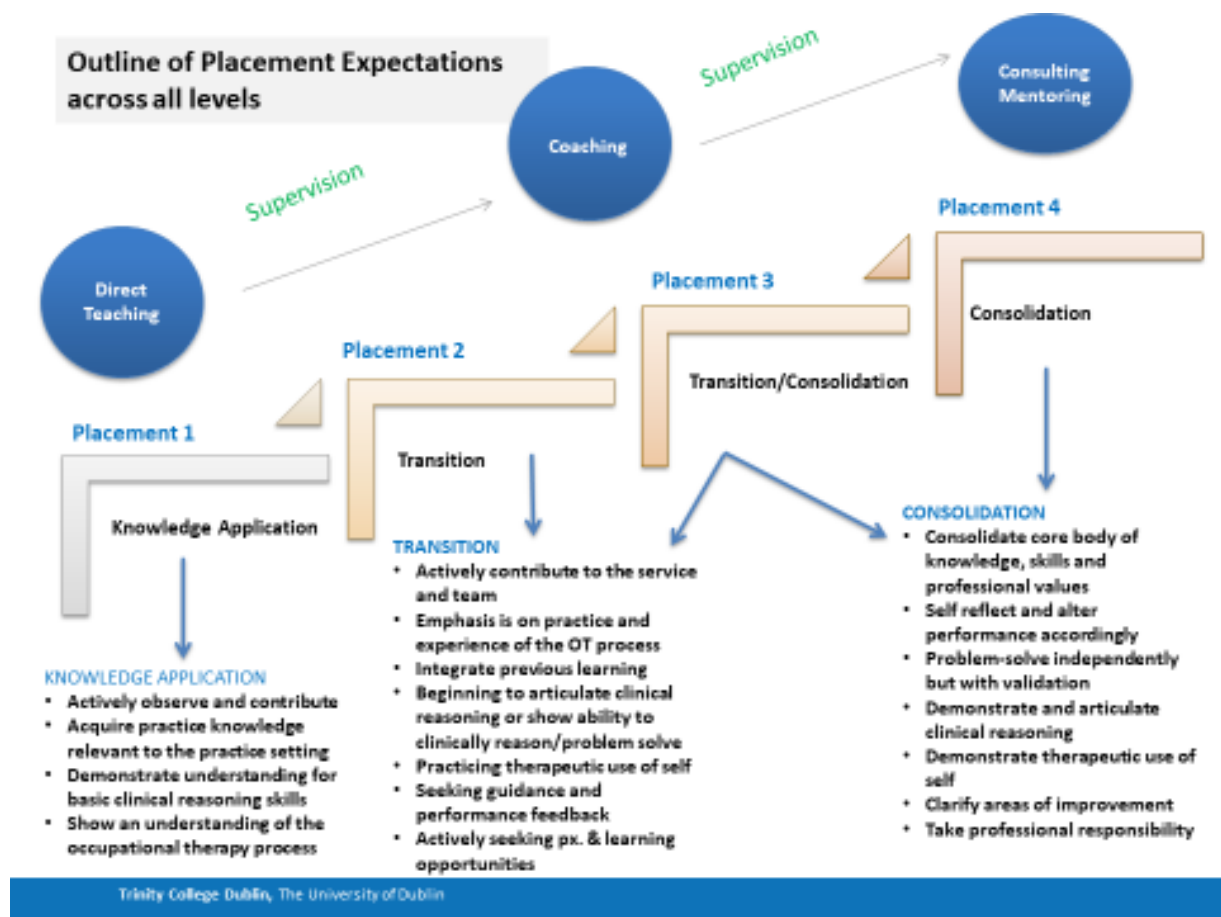 Outline of Placement Expectations
across all levels
Supervision
Consulting
Mentoring
Coaching
Supervision
Direct
Teaching
Placement 4
Consolidation
Placement 3
Transition/Consolidation
Placement 2
Transition
Placement 1
Knowledge Application
KNOWLEDGE APPLICATION
• Actively observe and contribute
• Acquire practice knowledge
relevant to the practice setting
• Demonstrate understanding for
basic clinical reasoning skills
• Show an understanding of the
occupational therapy process
TRANSITION
• Actively contribute to the service
and team
• Emphasis is on practice and
experience of the OT process
• Integrate previous learning
• Beginning to articulate clinical
reasoning or show ability to
clinically reason/problem solve
• Practicing therapeutic use of self
• Seeking guidance and
performance feedback
• Actively seeking px. & learning
opportunities
CONSOLIDATION
• Consolidate core body of
knowledge, skills and
professional values
• Self reflect and alter
performance accordingly
• Problem-solve independently
but with validation
• Demonstrate and articulate
clinical reasoning
• Demonstrate therapeutic use of
self
• Clarify areas of improvement
• Take professional responsibility
Trinity College Dublin, The University of Dublin